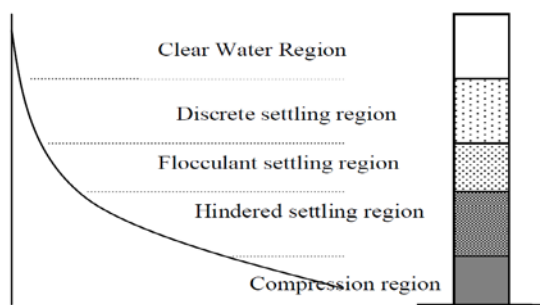 Clear Water Region
Discrete settling region
Flocculant settling region
Hindered settling region
Compression region